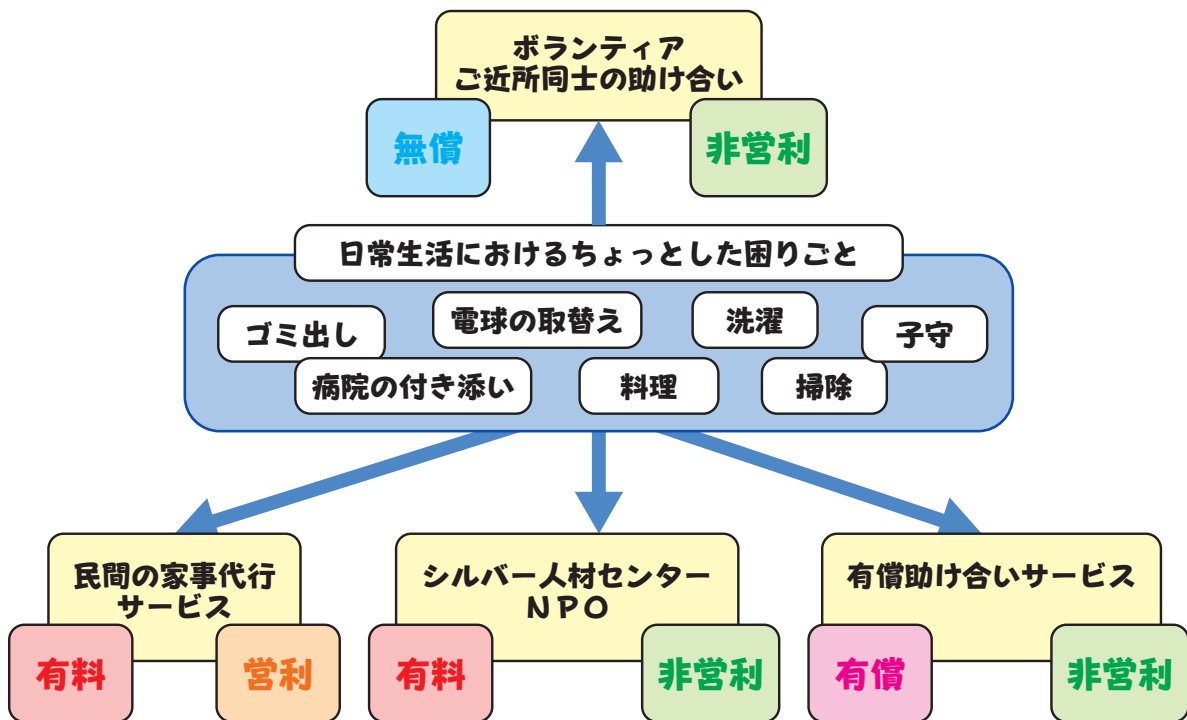 ボランティア
ご近所同士の助け合い
無償
非営利
日常生活におけるちょっとした困りごと
ゴミ出し
電球の取替え
洗濯
子守
病院の付き添い
料理
掃除
民間の家事代行
サービス
有料
営利
シルバー人材センター
ＮＰＯ
有料
非営利
有償助け合いサービス
有償
非営利